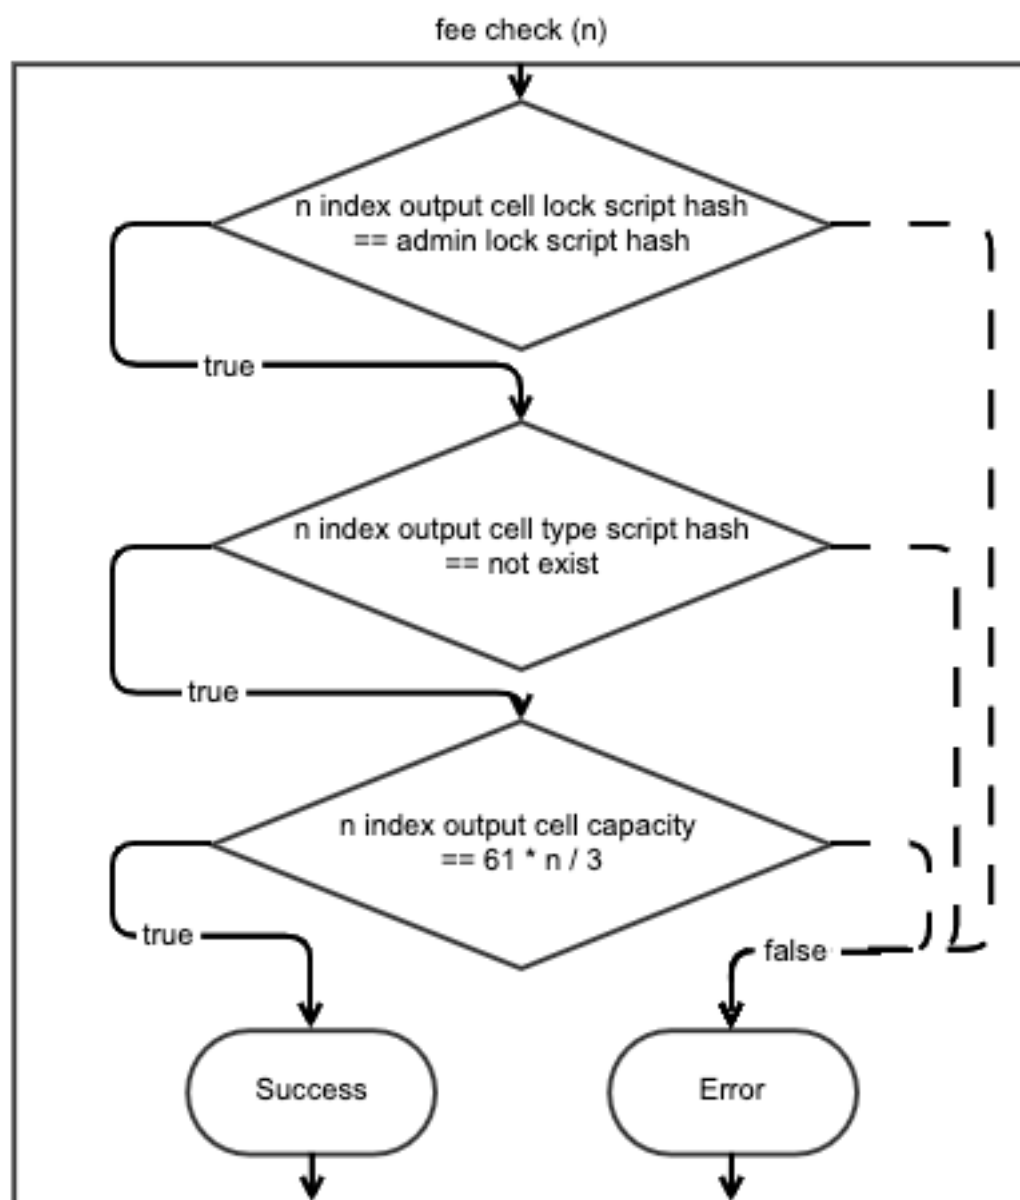 fee check (n)
n index output cell lock script hash
== admin lock script hash
true
n index output cell type script hash
== not exist
true
n index output cell capacity
== 61 * n / 3
true
false
Success
Error